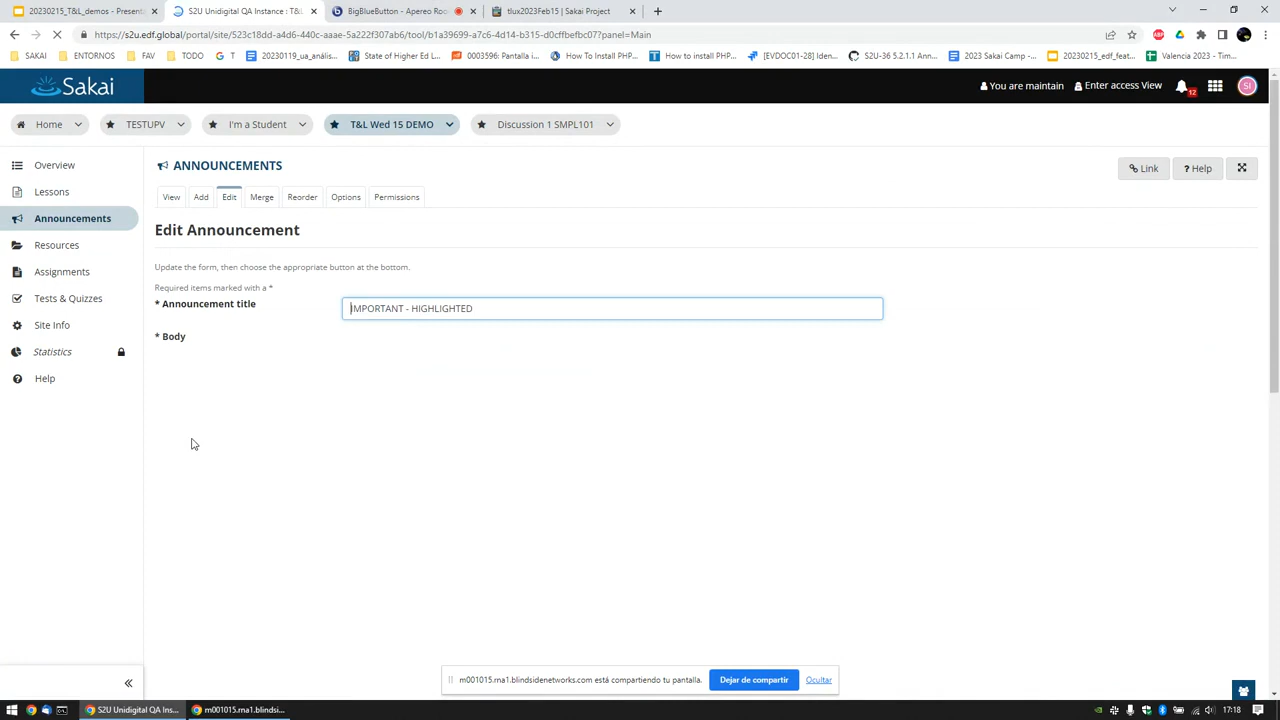 20230215_T&L_demos - Present
S2U Unidigital QA Instance : T&L
BigBlueButton - Apereo Roo
tlux2023Feb15 | Sakai Project
https://s2u.edf.global/portal/site/523c18dd-a4d6-440c-aaae-5a222f307ab6/tool/b1a39699-a7c6-4d14-b315-d0cffbefbc07?panel=Main
SAKAI
ENTORNOS
FAV
TODO
G T
20230119_ua_anális...
State of Higher Ed L...
0003596: Pantalla i...
How To Install PHP...
How to install PHP...
[EVDOC01-28] Iden...
S2U-36 5.2.1.1 Ann...
2023 Sakai Camp -...
20230215_edf_feat...
Valencia 2023 - Tim...
Sakai
You are maintain
Enter access View
12
SI
Home
TESTUPV
I'm a Student
T&L Wed 15 DEMO
Discussion 1 SMPL101
Overview
Lessons
Announcements
Resources
Assignments
Tests & Quizzes
Site Info
Statistics
Help
ANNOUNCEMENTS
Link
? Help
View
Add
Edit
Merge
Reorder
Options
Permissions
Edit Announcement
Update the form, then choose the appropriate button at the bottom.
Required items marked with a *
* Announcement title
IMPORTANT - HIGHLIGHTED
* Body
m001015.rna1.blindsidenetworks.com está compartiendo tu pantalla.
Dejar de compartir
Ocultar
S2U Unidigital QA Ins...
m001015.rna1.blindsi...
17:18